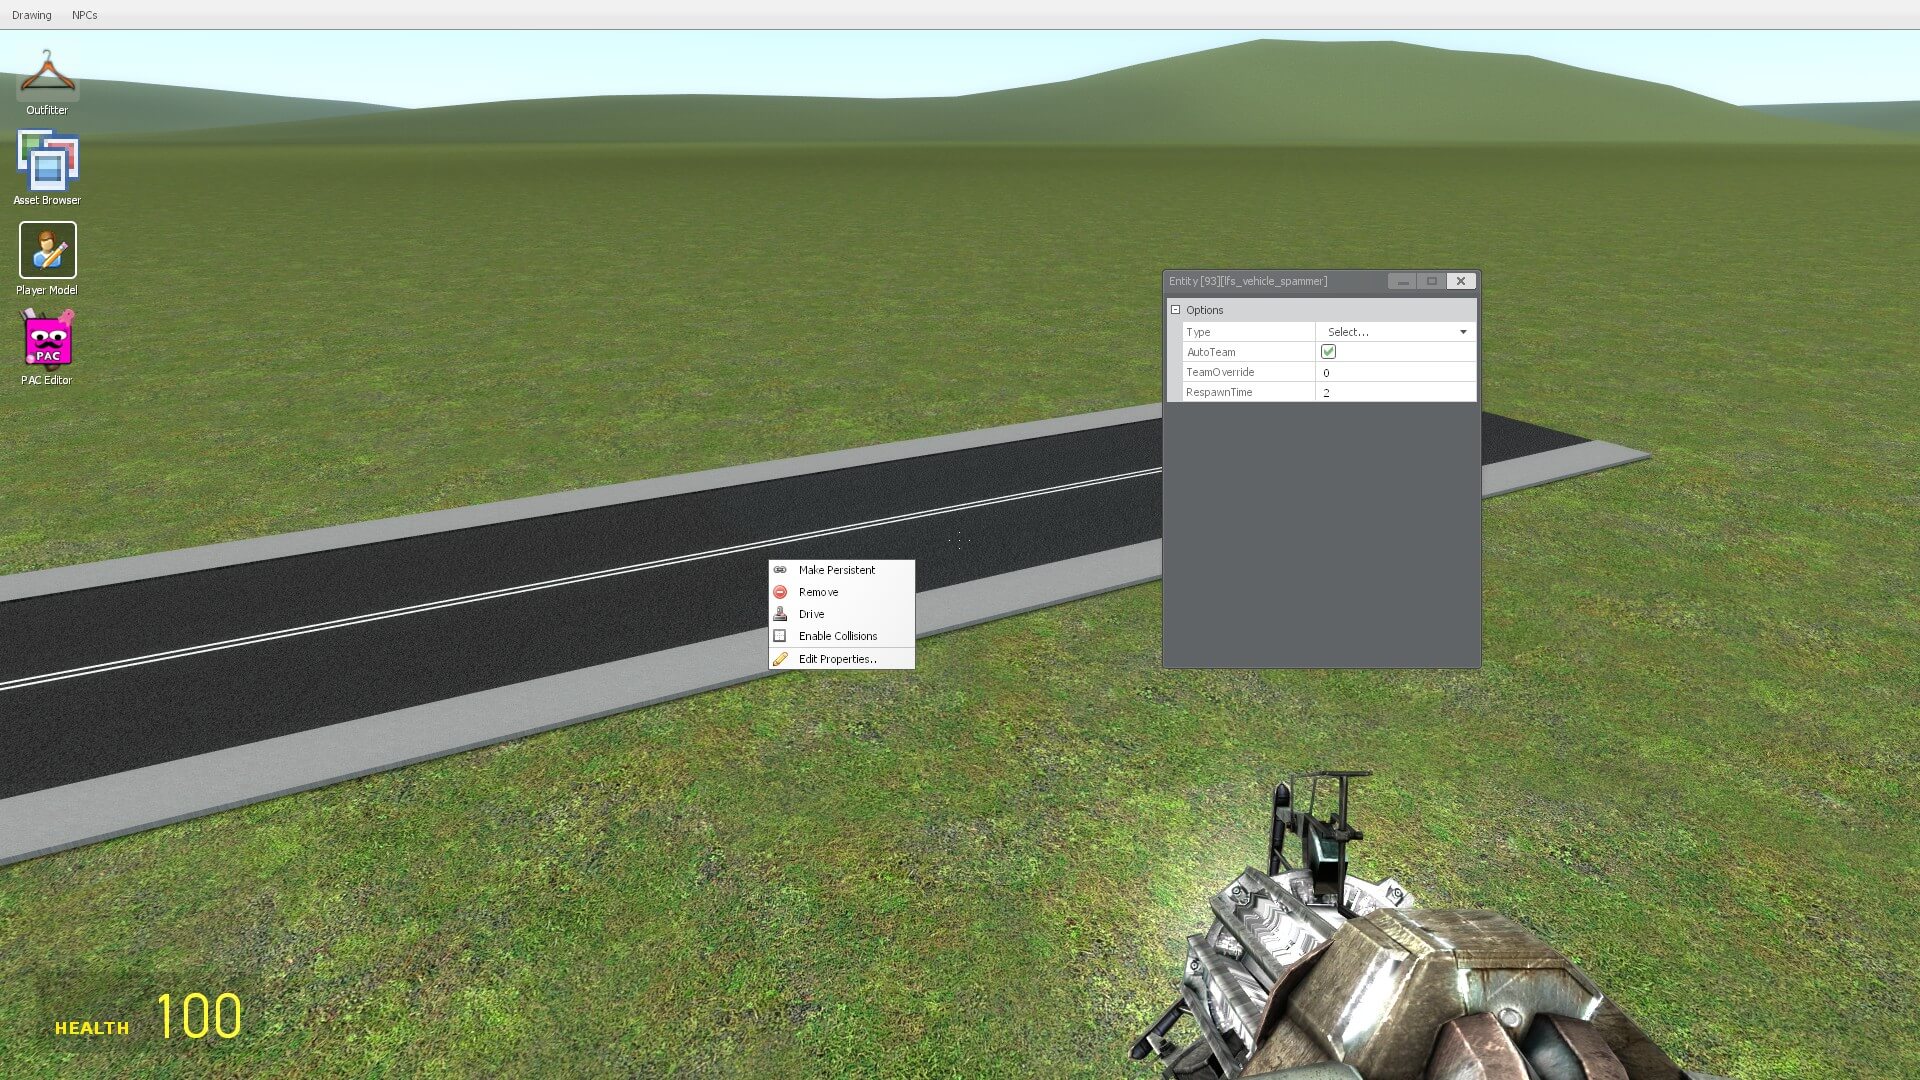 Drawing NPCs
Outfitter
Asset Browser
Player Model
PAC
PAC Editor
Entity [93][lfs_vehicle_spammer]
Options
Type Select...
AutoTeam
TeamOverride 0
RespawnTime 2
Make Persistent
Remove
Drive
Enable Collisions
Edit Properties..
HEALTH 100